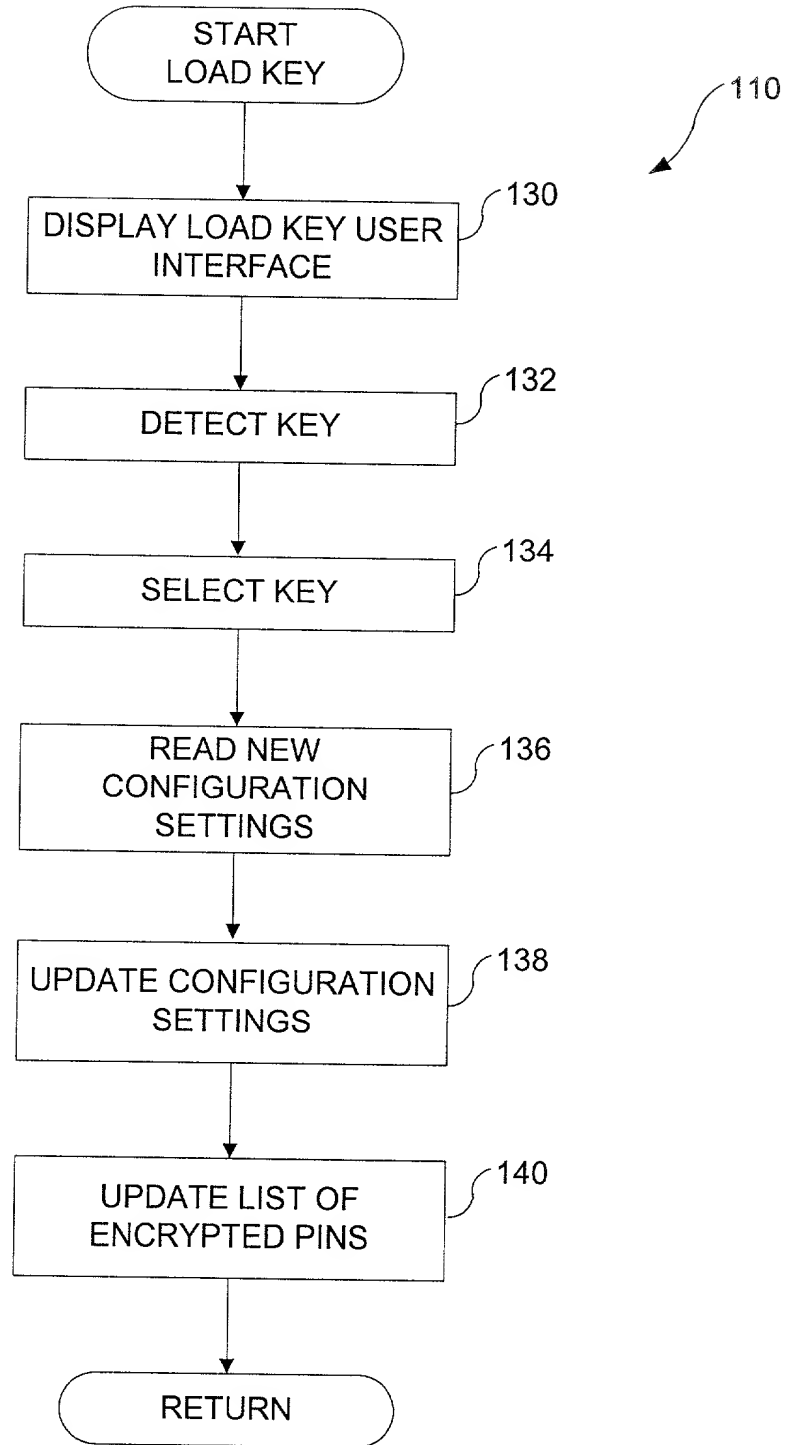 START
LOAD KEY
110
130
DISPLAY LOAD KEY USER
INTERFACE
132
DETECT KEY
134
SELECT KEY
136
READ NEW
CONFIGURATION
SETTINGS
138
UPDATE CONFIGURATION
SETTINGS
140
UPDATE LIST OF
ENCRYPTED PINS
RETURN